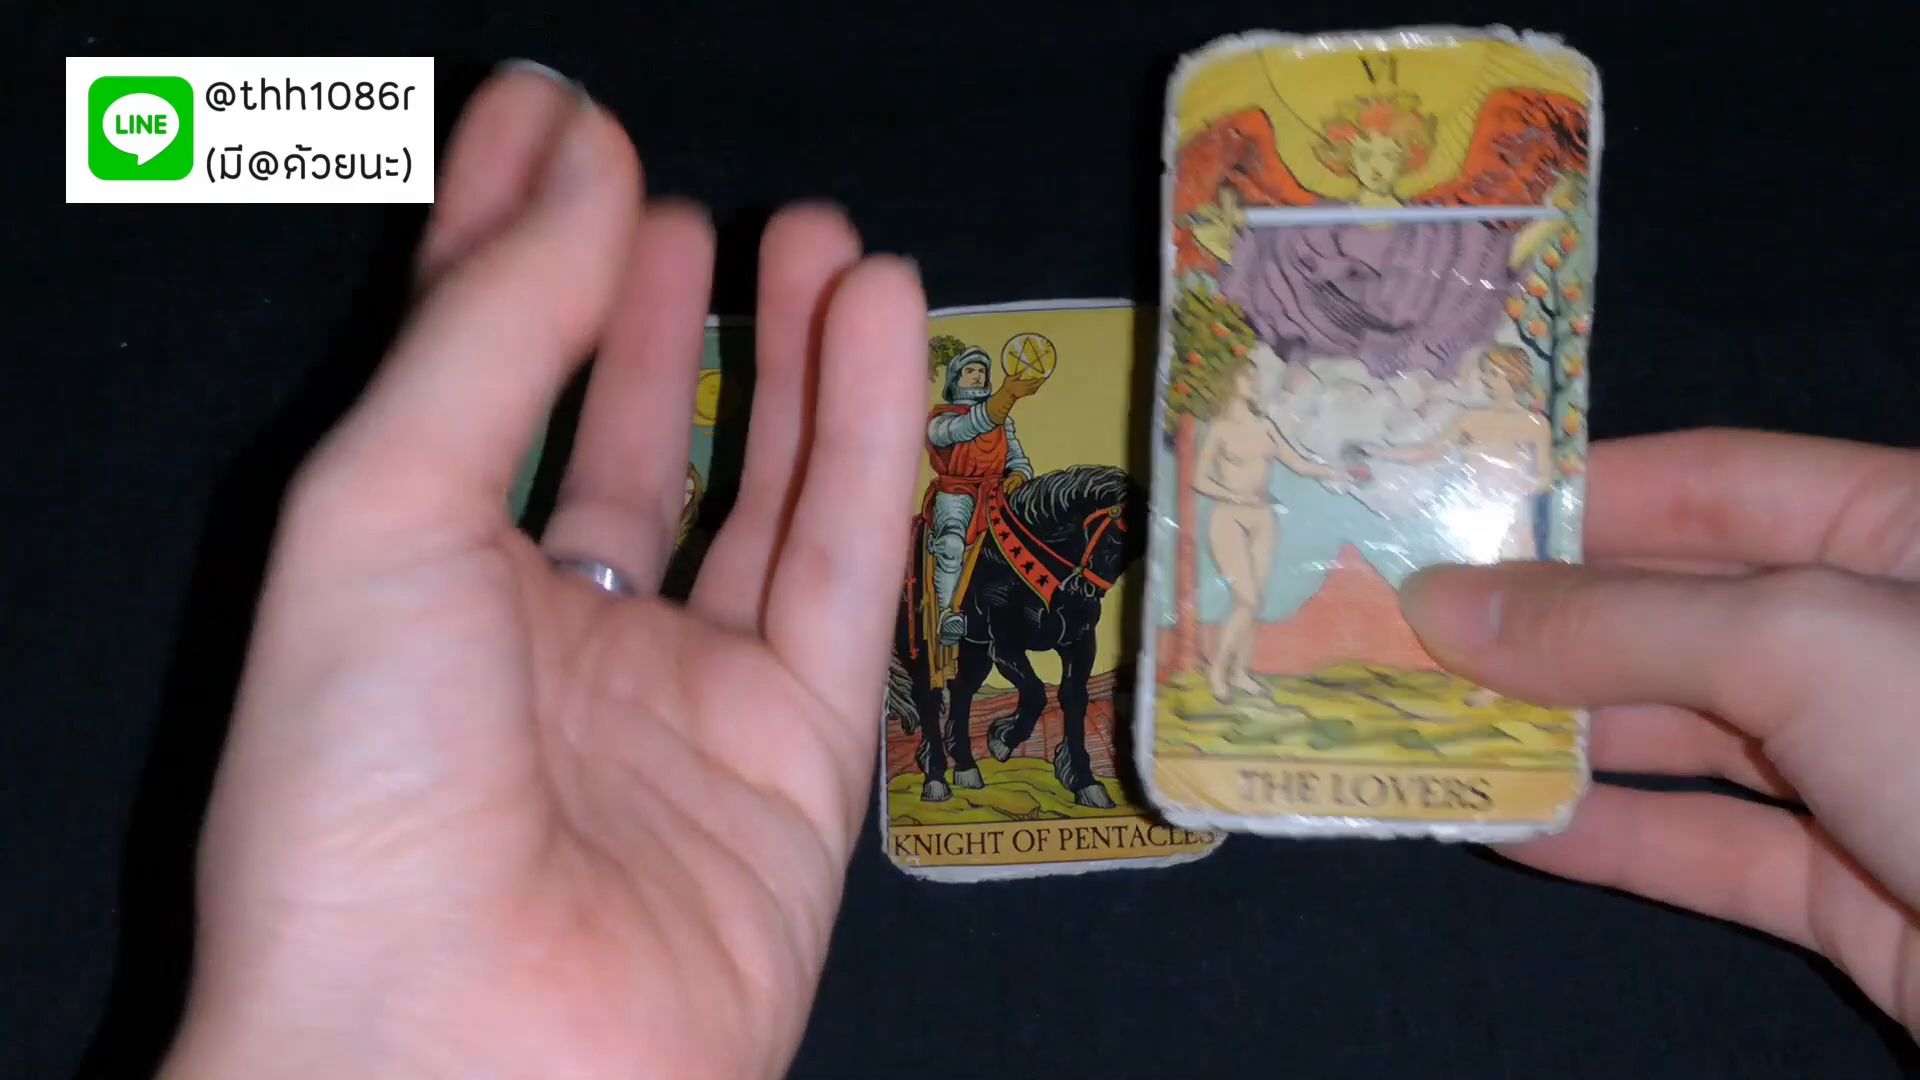 LINE
@thh1086r
(มี@ด้วยนะ)
VI
THE LOVERS
KNIGHT OF PENTACLES